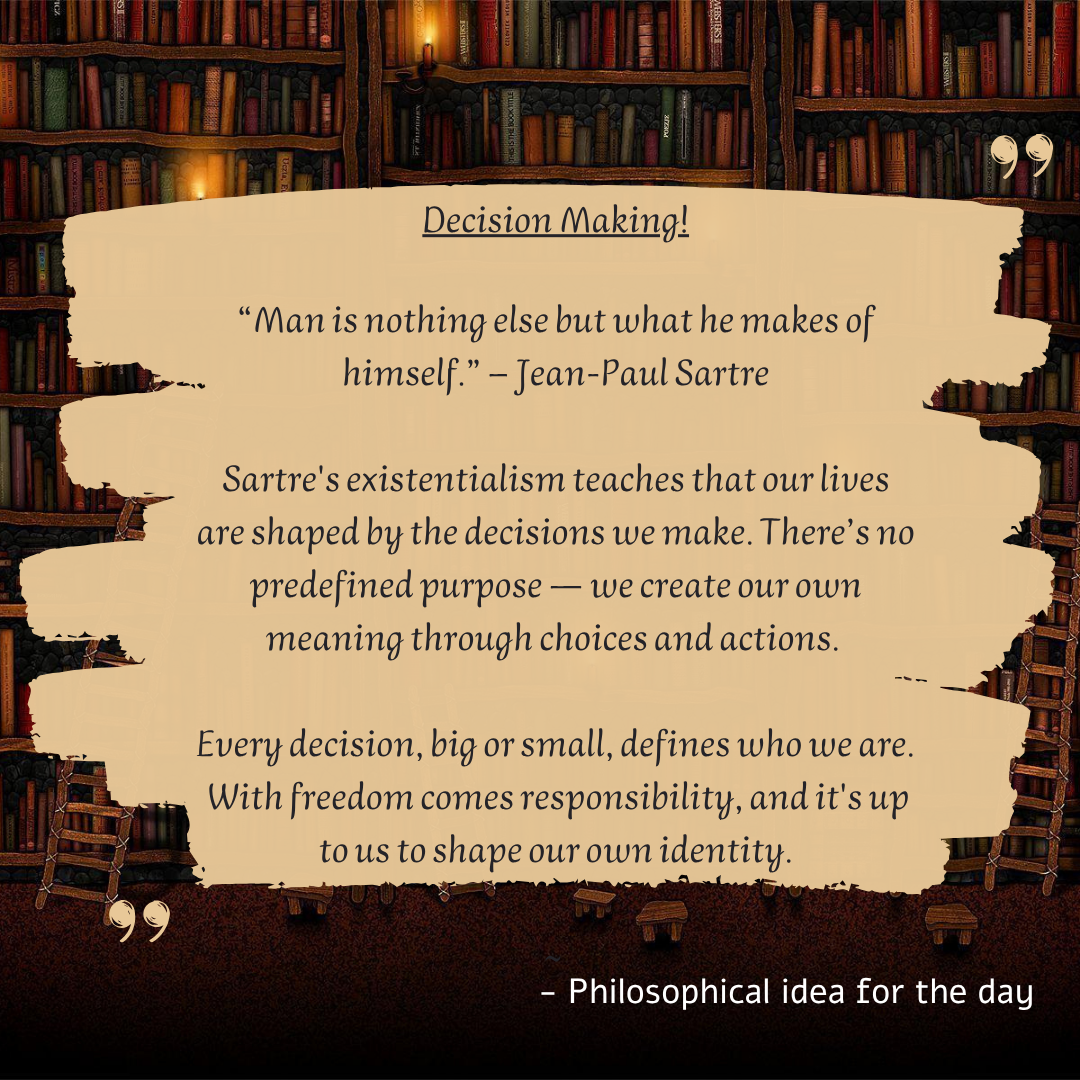 Decision Making!
“Man is nothing else but what he makes of
himself.” – Jean-Paul Sartre
Sartre's existentialism teaches that our lives
are shaped by the decisions we make. There’s no
predefined purpose — we create our own
meaning through choices and actions.
Every decision, big or small, defines who we are.
With freedom comes responsibility, and it's up
to us to shape our own identity.
– Philosophical idea for the day